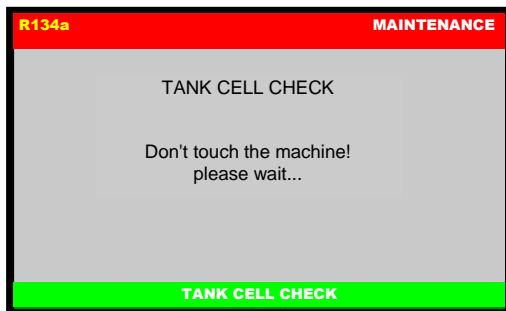 R134a MAINTENANCE
TANK CELL CHECK
Don't touch the machine!
please wait...
TANK CELL CHECK